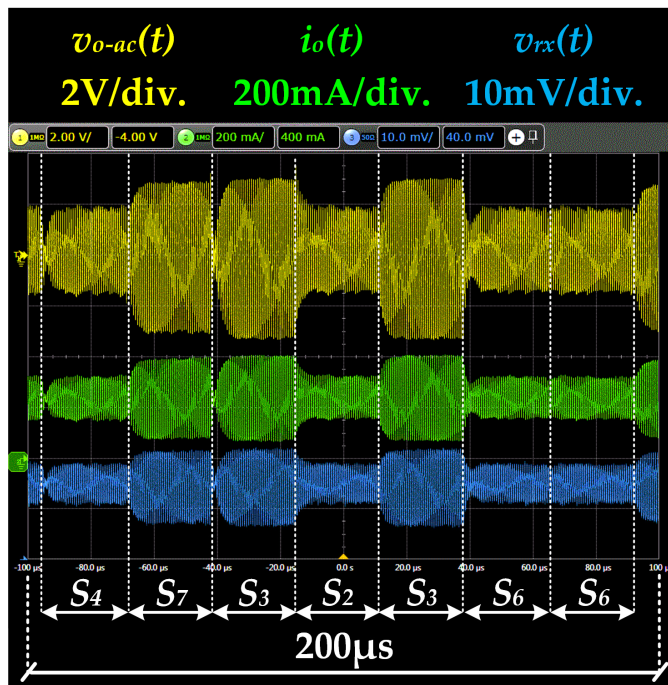 vo-ac(t) io(t) vrx(t)
2V/div. 200mA/div. 10mV/div.
1 1MΩ 2.00 V/ -4.00 V 2 1MΩ 200 mA/ 400 mA 3 50Ω 10.0 mV/ 40.0 mV
-100 µs -80.0 µs -60.0 µs -40.0 µs -20.0 µs 0.0 s 20.0 µs 40.0 µs 60.0 µs 80.0 µs 100 µs
S4 S7 S3 S2 S3 S6 S6
200µs